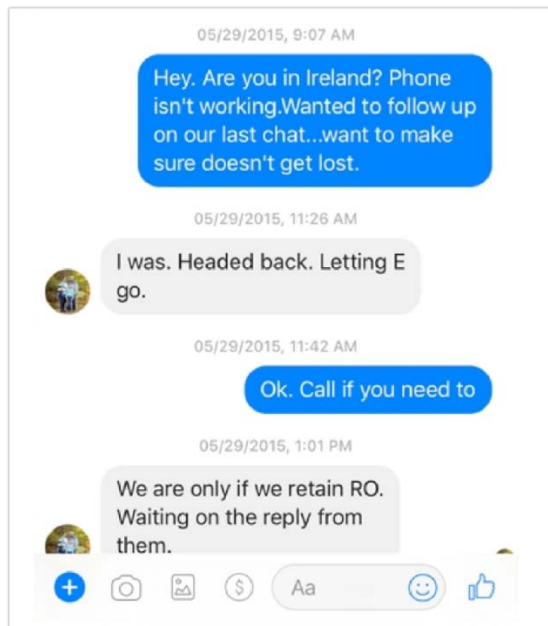 05/29/2015, 9:07 AM
Hey. Are you in Ireland? Phone
isn't working.Wanted to follow up
on our last chat...want to make
sure doesn't get lost.
05/29/2015, 11:26 AM
I was. Headed back. Letting E
go.
05/29/2015, 11:42 AM
Ok. Call if you need to
05/29/2015, 1:01 PM
We are only if we retain RO.
Waiting on the reply from
them.
$
Aa